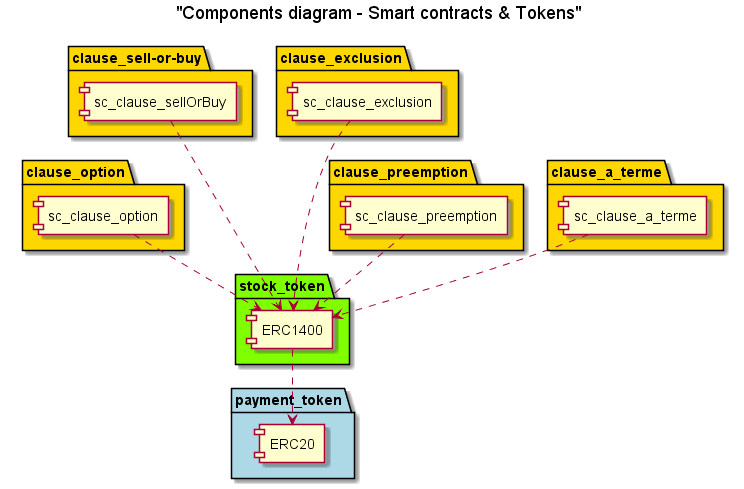 "Components diagram - Smart contracts & Tokens"
clause_sell-or-buy
sc_clause_sellOrBuy
clause_exclusion
sc_clause_exclusion
clause_option
sc_clause_option
clause_preemption
sc_clause_preemption
clause_a_terme
sc_clause_a_terme
stock_token
ERC1400
payment_token
ERC20